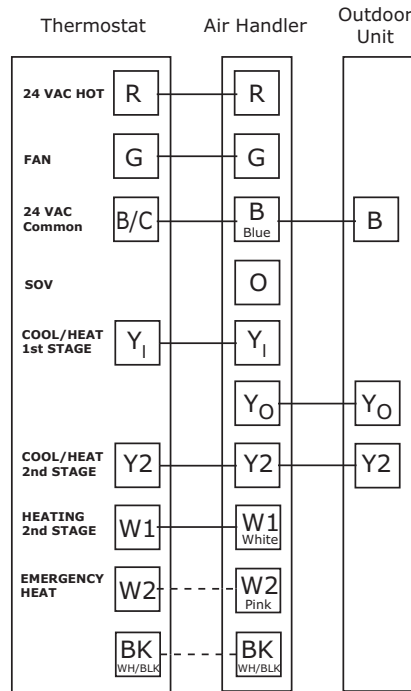 Thermostat Air Handler Outdoor
Unit
24 VAC HOT R R
FAN G G
24 VAC
Common B/C B B
Blue
SOV O
COOL/HEAT
1st STAGE YI YI
YO YO
COOL/HEAT
2nd STAGE Y2 Y2 Y2
HEATING
2nd STAGE W1 W1
White
EMERGENCY
HEAT W2 W2
Pink
BK BK
WH/BLK WH/BLK